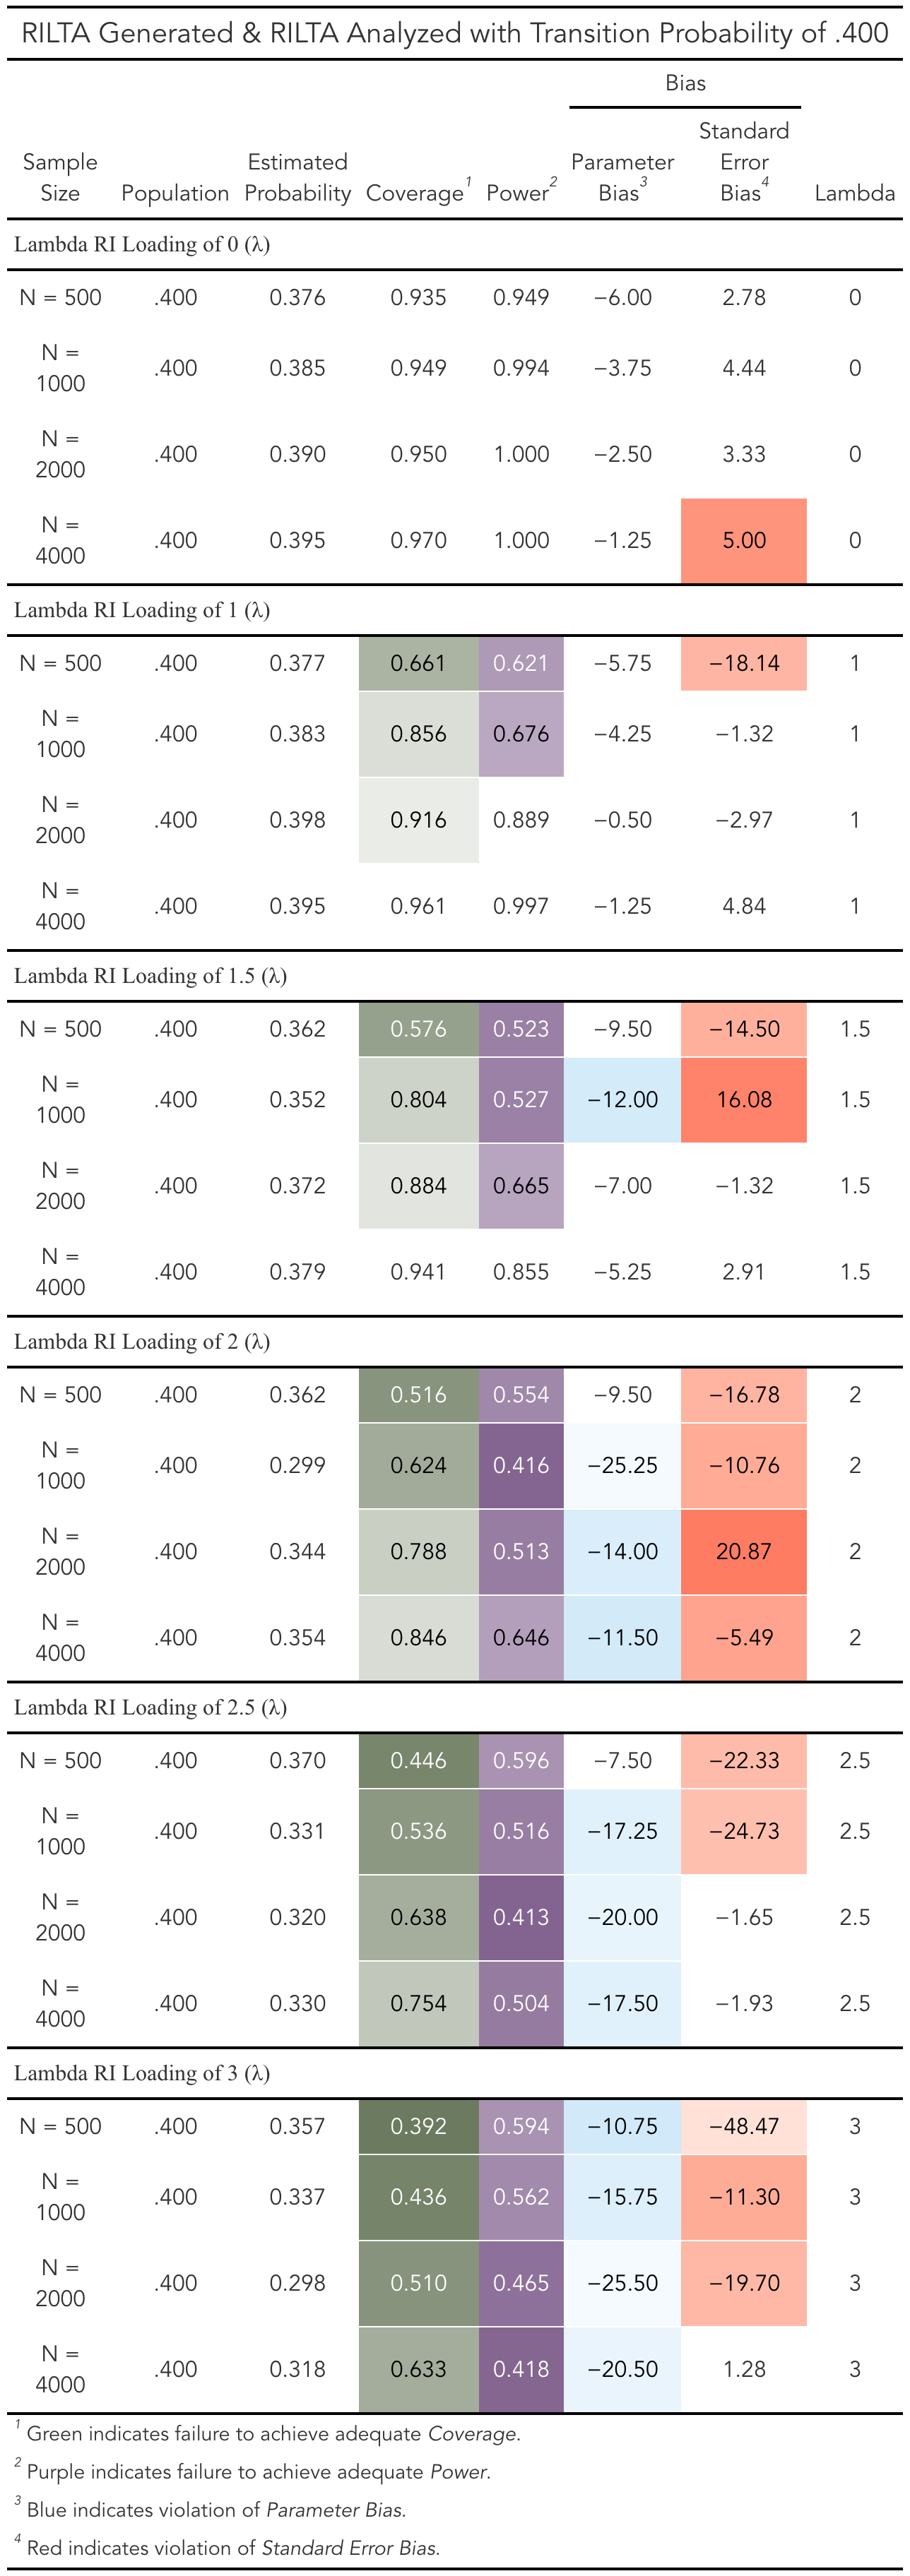 RILTA Generated & RILTA Analyzed with Transition Probability of .400
Bias
Sample Size Population Estimated Probability Coverage1 Power2 Parameter Bias3 Standard Error Bias4 Lambda
Lambda RI Loading of 0 (λ)
N = 500 .400 0.376 0.935 0.949 −6.00 2.78 0
N = 1000 .400 0.385 0.949 0.994 −3.75 4.44 0
N = 2000 .400 0.390 0.950 1.000 −2.50 3.33 0
N = 4000 .400 0.395 0.970 1.000 −1.25 5.00 0
Lambda RI Loading of 1 (λ)
N = 500 .400 0.377 0.661 0.621 −5.75 −18.14 1
N = 1000 .400 0.383 0.856 0.676 −4.25 −1.32 1
N = 2000 .400 0.398 0.916 0.889 −0.50 −2.97 1
N = 4000 .400 0.395 0.961 0.997 −1.25 4.84 1
Lambda RI Loading of 1.5 (λ)
N = 500 .400 0.362 0.576 0.523 −9.50 −14.50 1.5
N = 1000 .400 0.352 0.804 0.527 −12.00 16.08 1.5
N = 2000 .400 0.372 0.884 0.665 −7.00 −1.32 1.5
N = 4000 .400 0.379 0.941 0.855 −5.25 2.91 1.5
Lambda RI Loading of 2 (λ)
N = 500 .400 0.362 0.516 0.554 −9.50 −16.78 2
N = 1000 .400 0.299 0.624 0.416 −25.25 −10.76 2
N = 2000 .400 0.344 0.788 0.513 −14.00 20.87 2
N = 4000 .400 0.354 0.846 0.646 −11.50 −5.49 2
Lambda RI Loading of 2.5 (λ)
N = 500 .400 0.370 0.446 0.596 −7.50 −22.33 2.5
N = 1000 .400 0.331 0.536 0.516 −17.25 −24.73 2.5
N = 2000 .400 0.320 0.638 0.413 −20.00 −1.65 2.5
N = 4000 .400 0.330 0.754 0.504 −17.50 −1.93 2.5
Lambda RI Loading of 3 (λ)
N = 500 .400 0.357 0.392 0.594 −10.75 −48.47 3
N = 1000 .400 0.337 0.436 0.562 −15.75 −11.30 3
N = 2000 .400 0.298 0.510 0.465 −25.50 −19.70 3
N = 4000 .400 0.318 0.633 0.418 −20.50 1.28 3
1 Green indicates failure to achieve adequate Coverage.
2 Purple indicates failure to achieve adequate Power.
3 Blue indicates violation of Parameter Bias.
4 Red indicates violation of Standard Error Bias.